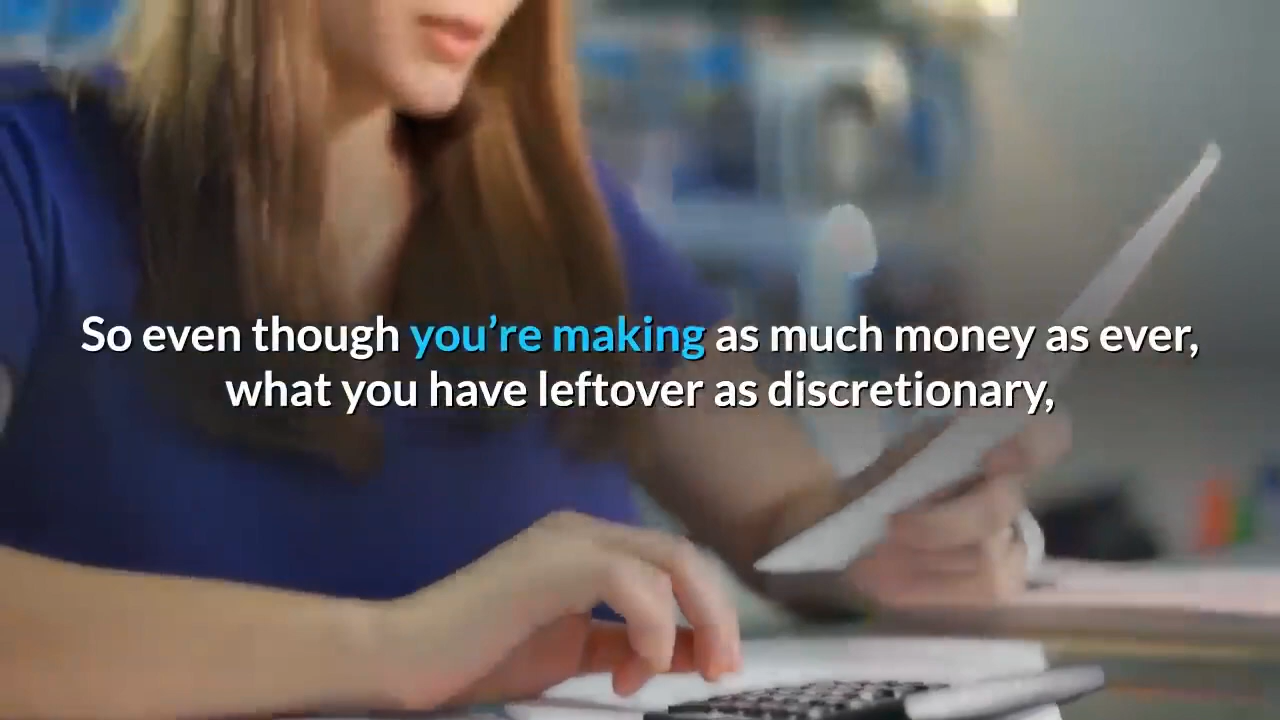 So even though you’re making as much money as ever,
what you have leftover as discretionary,